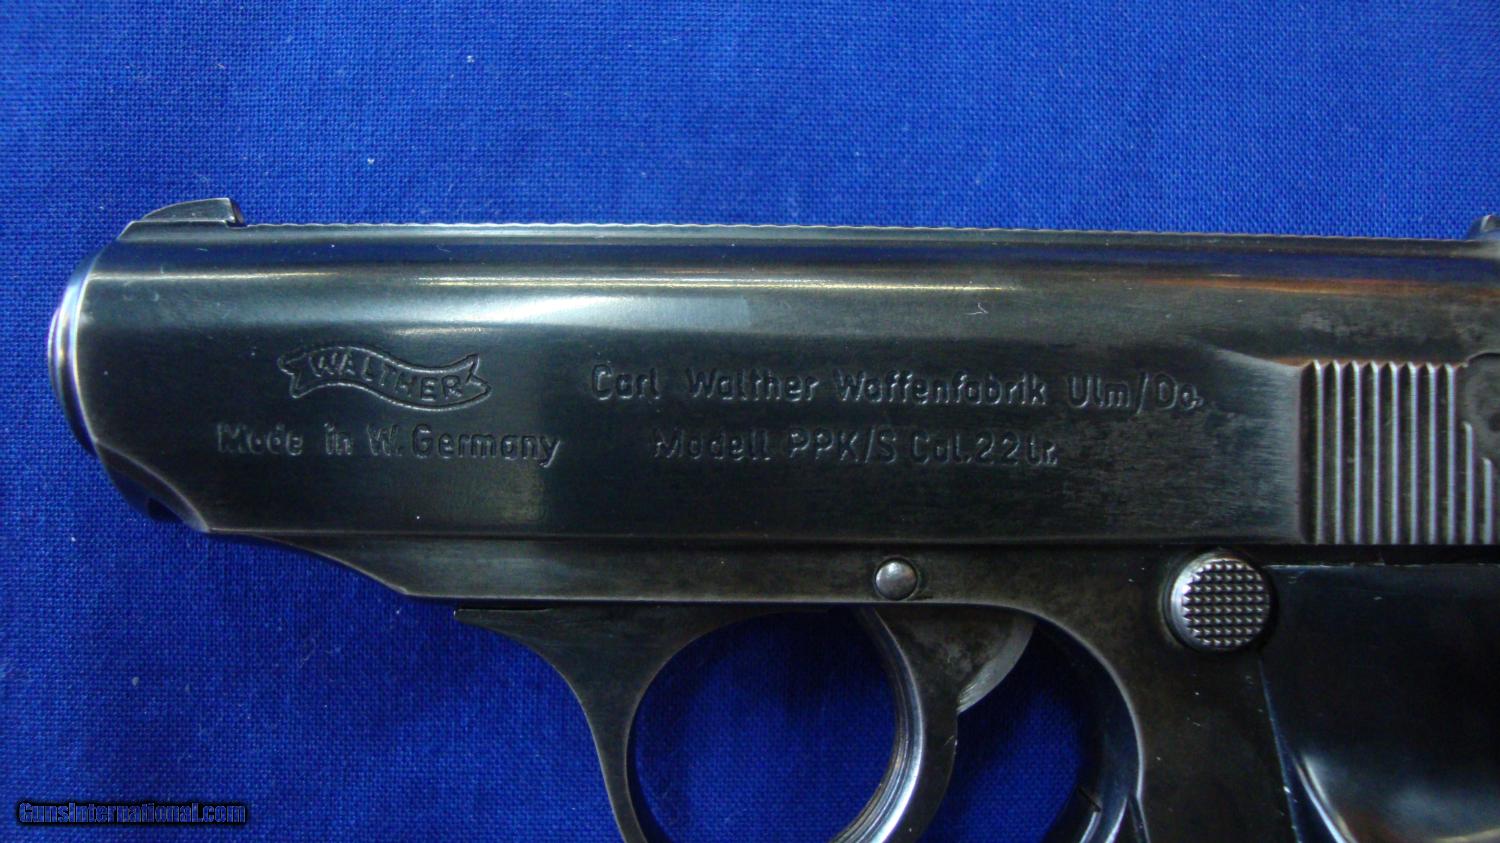 WALTHER
Made in W. Germany
Carl Walther Waffenfabrik Ulm/Do.
Modell PPK/S Cal. 22 l.r.
GunsInternational.com